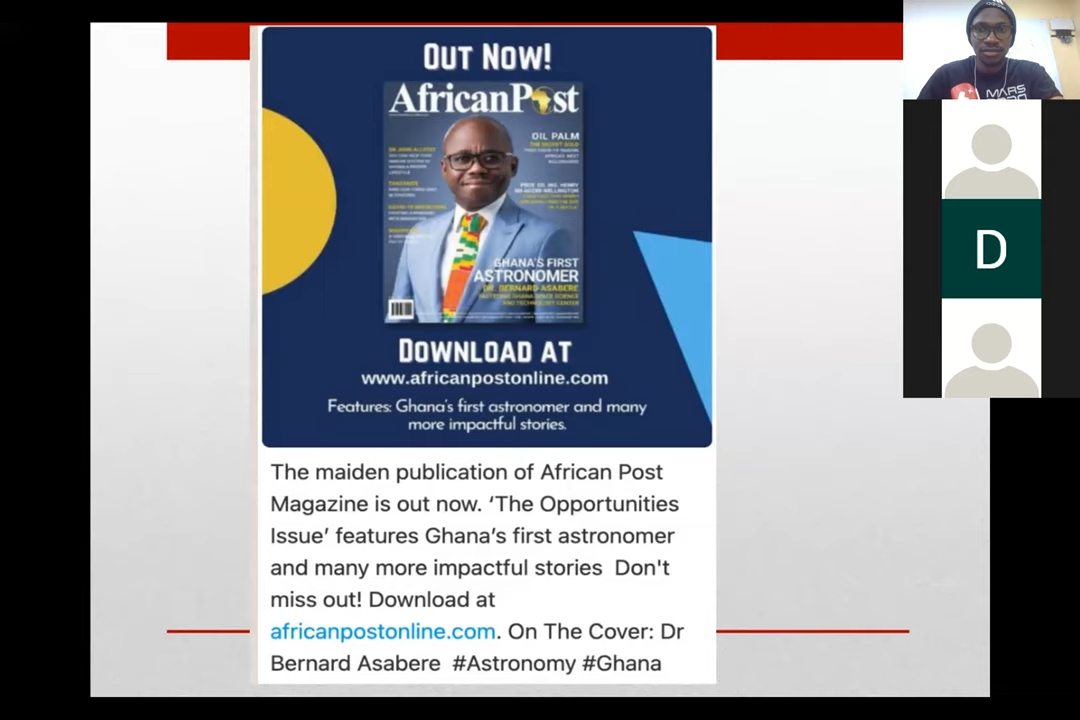 OUT NOW!
AfricanPost
OIL PALM
GHANA'S FIRST
ASTRONOMER
DR. BERNARD ASABERE
DOWNLOAD AT
www.africanpostonline.com
Features: Ghana's first astronomer and many
more impactful stories.
The maiden publication of African Post
Magazine is out now. ‘The Opportunities
Issue’ features Ghana’s first astronomer
and many more impactful stories  Don't
miss out! Download at
africanpostonline.com. On The Cover: Dr
Bernard Asabere  #Astronomy #Ghana
MARS
D